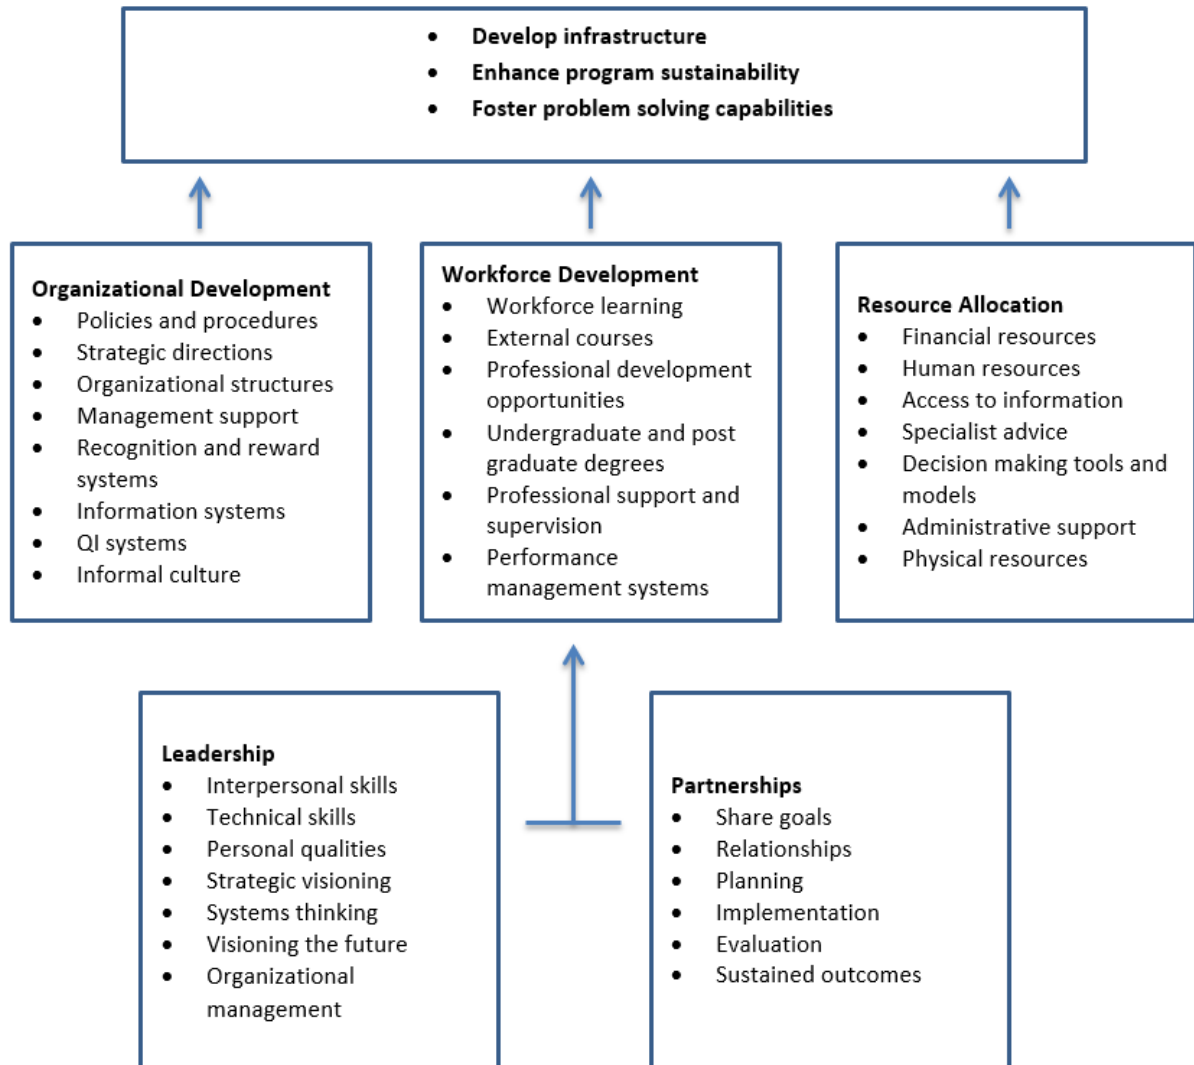 • Develop infrastructure
• Enhance program sustainability
• Foster problem solving capabilities
Organizational Development
• Policies and procedures
• Strategic directions
• Organizational structures
• Management support
• Recognition and reward
systems
• Information systems
• QI systems
• Informal culture
Workforce Development
• Workforce learning
• External courses
• Professional development
opportunities
• Undergraduate and post
graduate degrees
• Professional support and
supervision
• Performance
management systems
Resource Allocation
• Financial resources
• Human resources
• Access to information
• Specialist advice
• Decision making tools and
models
• Administrative support
• Physical resources
Leadership
• Interpersonal skills
• Technical skills
• Personal qualities
• Strategic visioning
• Systems thinking
• Visioning the future
• Organizational
management
Partnerships
• Share goals
• Relationships
• Planning
• Implementation
• Evaluation
• Sustained outcomes